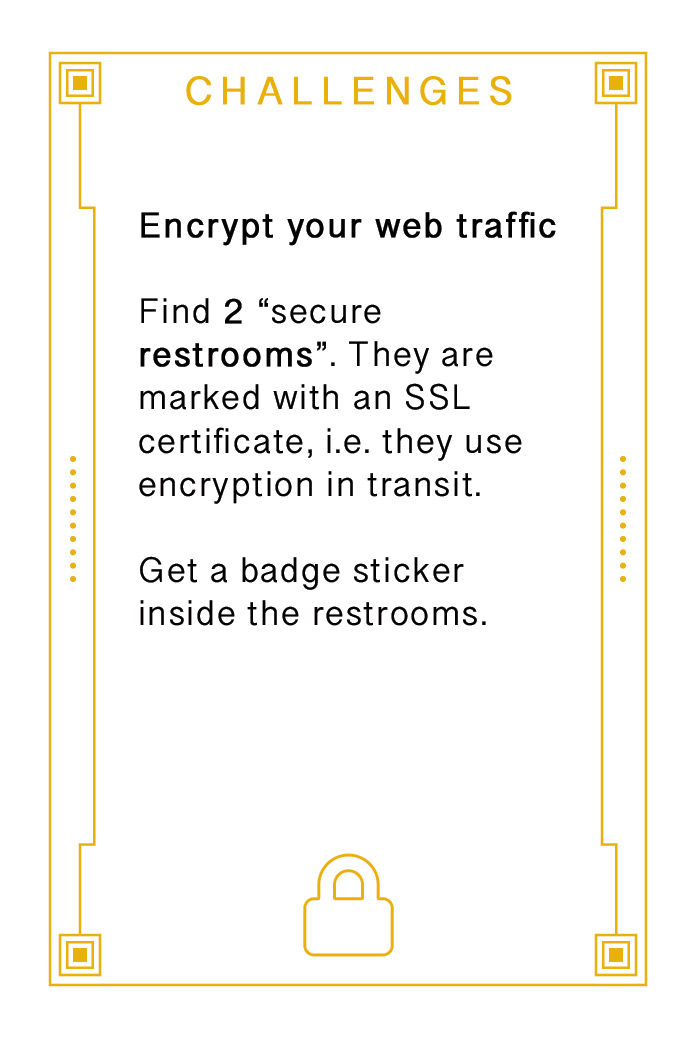 CHALLENGES
Encrypt your web traffic
Find 2 “secure
restrooms”. They are
marked with an SSL
certificate, i.e. they use
encryption in transit.
Get a badge sticker
inside the restrooms.